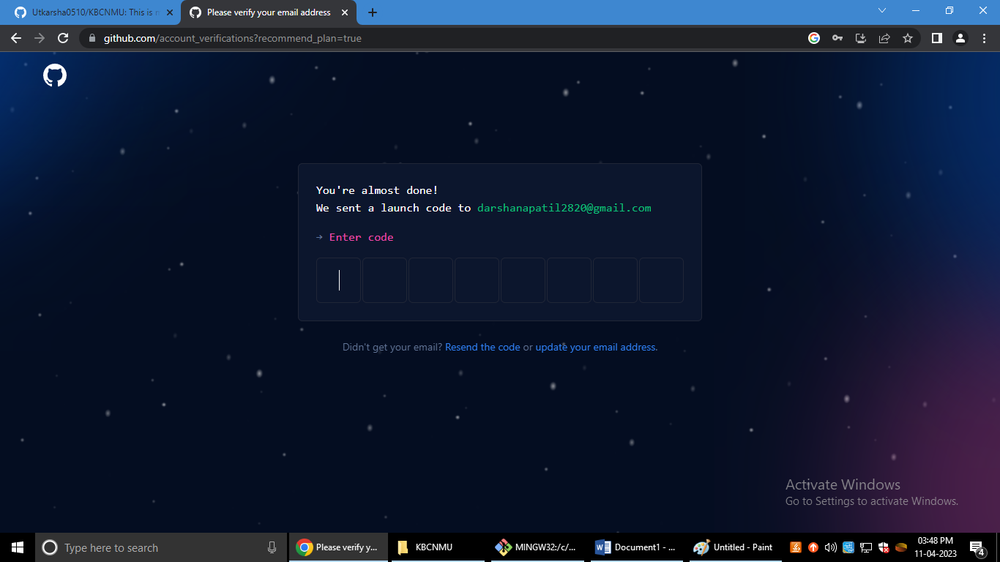 Utkarsha0510/KBCNMU: This is
Please verify your email address
github.com/account_verifications?recommend_plan=true
You're almost done!
We sent a launch code to darshanapatil2820@gmail.com
→ Enter code
Didn't get your email? Resend the code or update your email address.
Activate Windows
Go to Settings to activate Windows.
Type here to search
Please verify y...
KBCNMU
MINGW32:/c/...
Document1 - ...
Untitled - Paint
03:48 PM
11-04-2023
4